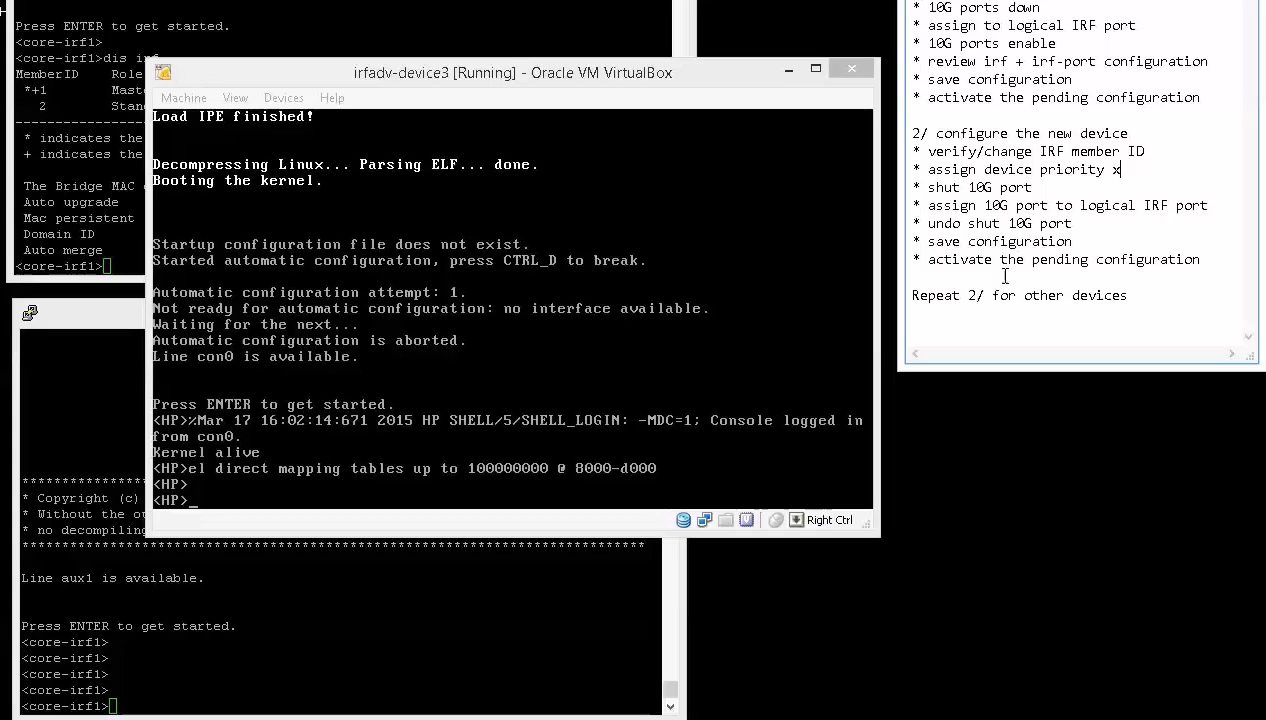 Press ENTER to get started.
<core-irf1>
<core-irf1>dis irf
MemberID Role
*+1 Mast
2 Stan
* indicates the
+ indicates the
The Bridge MAC
Auto upgrade
Mac persistent
Domain ID
Auto merge
<core-irf1>
irfadv-device3 [Running] - Oracle VM VirtualBox
Machine View Devices Help
Load IPE finished!
Decompressing Linux... Parsing ELF... done.
Booting the kernel.
Startup configuration file does not exist.
Started automatic configuration, press CTRL_D to break.
Automatic configuration attempt: 1.
Not ready for automatic configuration: no interface available.
Waiting for the next...
Automatic configuration is aborted.
Line con0 is available.
Press ENTER to get started.
<HP>%Mar 17 16:02:14:671 2015 HP SHELL/5/SHELL_LOGIN: -MDC=1; Console logged in
from con0.
Kernel alive
<HP>el direct mapping tables up to 100000000 @ 8000-d000
<HP>
<HP>_
Right Ctrl
* 10G ports down
* assign to logical IRF port
* 10G ports enable
* review irf + irf-port configuration
* save configuration
* activate the pending configuration
2/ configure the new device
* verify/change IRF member ID
* assign device priority x
* shut 10G port
* assign 10G port to logical IRF port
* undo shut 10G port
* save configuration
* activate the pending configuration
Repeat 2/ for other devices
* Copyright (c)
* Without the
* no decompiling
Line aux1 is available.
Press ENTER to get started.
<core-irf1>
<core-irf1>
<core-irf1>
<core-irf1>
<core-irf1>